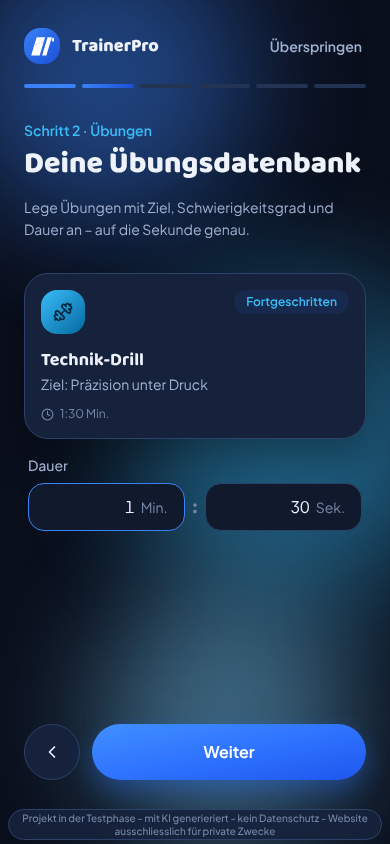 TrainerPro
Überspringen
Schritt 2 · Übungen
Deine Übungsdatenbank
Lege Übungen mit Ziel, Schwierigkeitsgrad und
Dauer an – auf die Sekunde genau.
Fortgeschritten
Technik-Drill
Ziel: Präzision unter Druck
1:30 Min.
Dauer
1 Min. : 30 Sek.
Weiter
Projekt in der Testphase – mit KI generieriert – kein Datenschutz – Website
ausschliesslich für private Zwecke